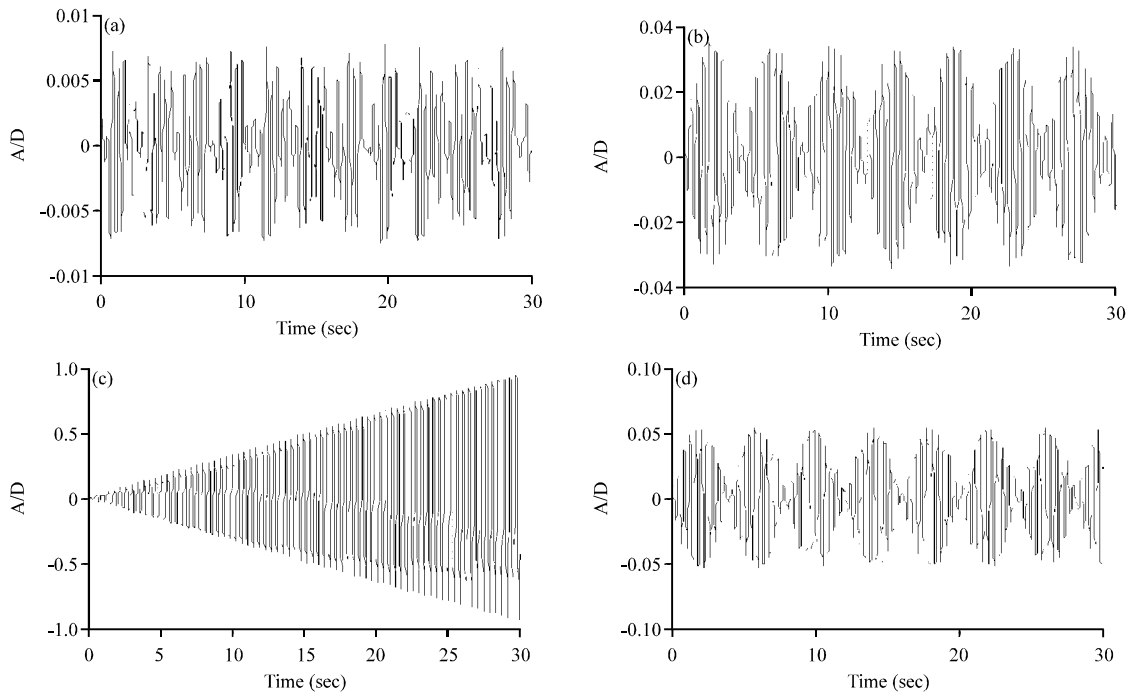 (a)
0.01
0.005
0
-0.005
-0.01
A/D
0 10 20 30
Time (sec)
(b)
0.04
0.02
0
-0.02
-0.04
A/D
0 10 20 30
Time (sec)
(c)
1.0
0.5
0
-0.5
-1.0
A/D
0 5 10 15 20 25 30
Time (sec)
(d)
0.10
0.05
0
-0.05
-0.10
A/D
0 10 20 30
Time (sec)